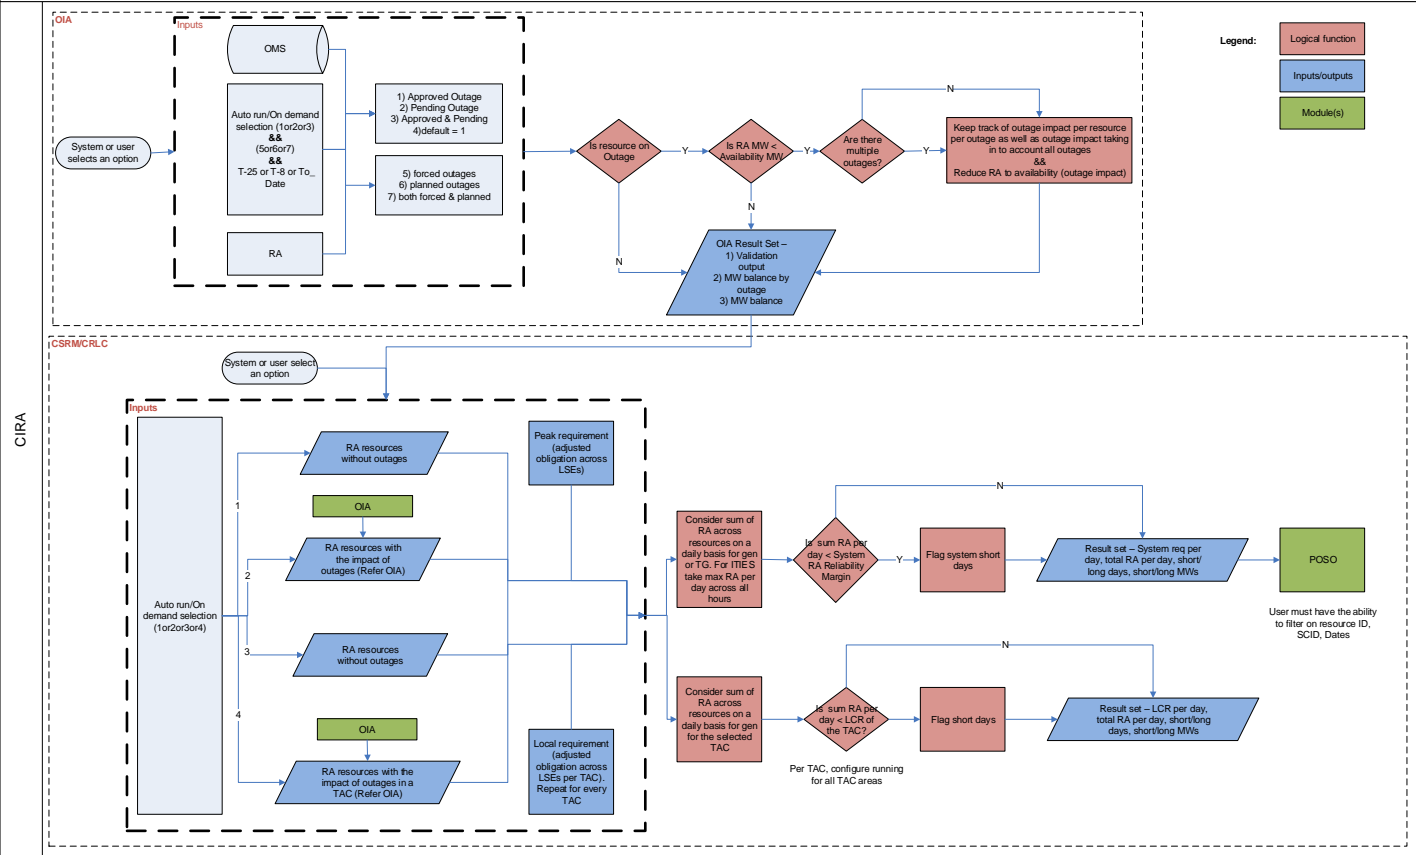 CIRA
OIA
Inputs
OMS
Auto run/On demand
selection (1or2or3)
&&
(5or6or7)
&&
T-25 or T-8 or To_
Date
RA
System or user
selects an option
1) Approved Outage
2) Pending Outage
3) Approved & Pending
4)default = 1
5) forced outages
6) planned outages
7) both forced & planned
Is resource on
Outage
Y
N
Is RA MW <
Availability MW
Y
N
Are there
multiple
outages?
Y
N
Keep track of outage impact per resource
per outage as well as outage impact taking
in to account all outages
&&
Reduce RA to availability (outage impact)
OIA Result Set –
1) Validation
output
2) MW balance by
outage
3) MW balance
Legend:
Logical function
Inputs/outputs
Module(s)
CSRM/CRLC
System or user select
an option
Inputs
Auto run/On
demand selection
(1or2or3or4)
1
2
3
4
RA resources
without outages
OIA
RA resources with
the impact of
outages (Refer OIA)
RA resources
without outages
OIA
RA resources with the
impact of outages in a
TAC (Refer OIA)
Peak requirement
(adjusted
obligation across
LSEs)
Local requirement
(adjusted
obligation across
LSEs per TAC).
Repeat for every
TAC
Consider sum of
RA across
resources on a
daily basis for gen
or TG. For ITIES
take max RA per
day across all
hours
Is sum RA per
day < System
RA Reliability
Margin
N
Y
Flag system short
days
Result set – System req per
day, total RA per day, short/
long days, short/long MWs
POSO
User must have the ability
to filter on resource ID,
SCID, Dates
Consider sum of
RA across
resources on a
daily basis for gen
for the selected
TAC
Is sum RA per
day < LCR of
the TAC?
N
Flag short days
Result set – LCR per day,
total RA per day, short/long
days, short/long MWs
Per TAC, configure running
for all TAC areas